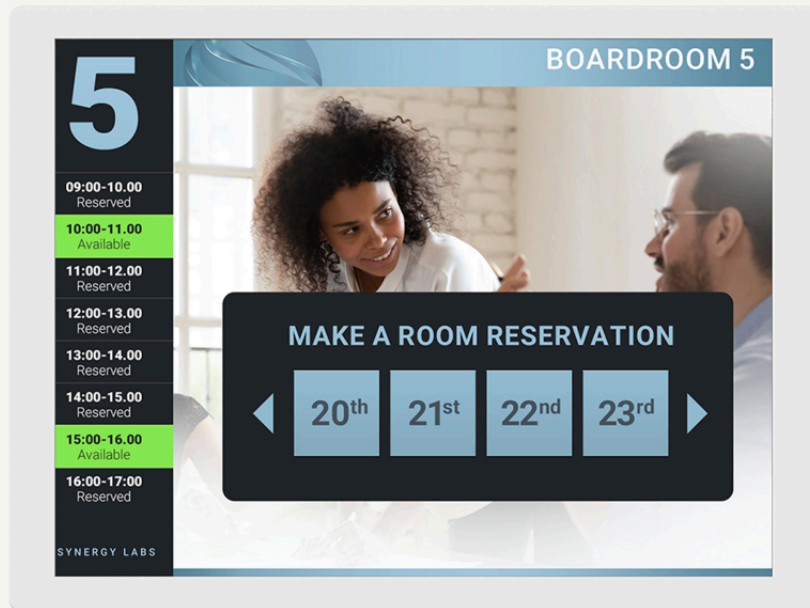 5
BOARDROOM 5
09:00-10.00
Reserved
10:00-11.00
Available
11:00-12.00
Reserved
12:00-13.00
Reserved
13:00-14.00
Reserved
14:00-15.00
Reserved
15:00-16.00
Available
16:00-17:00
Reserved
SYNERGY LABS
MAKE A ROOM RESERVATION
20th 21st 22nd 23rd